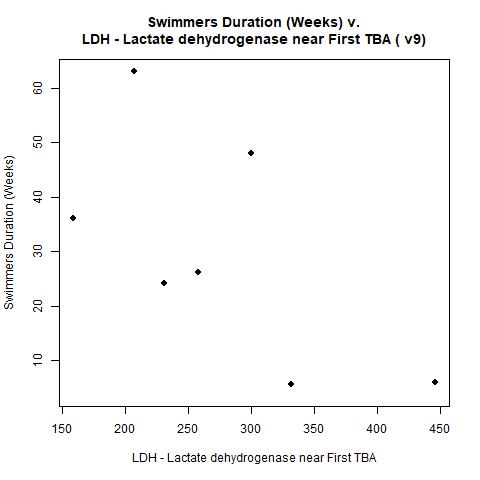 Swimmers Duration (Weeks) v.
LDH - Lactate dehydrogenase near First TBA ( v9)
Swimmers Duration (Weeks)
60
50
40
30
20
10
150 200 250 300 350 400 450
LDH - Lactate dehydrogenase near First TBA